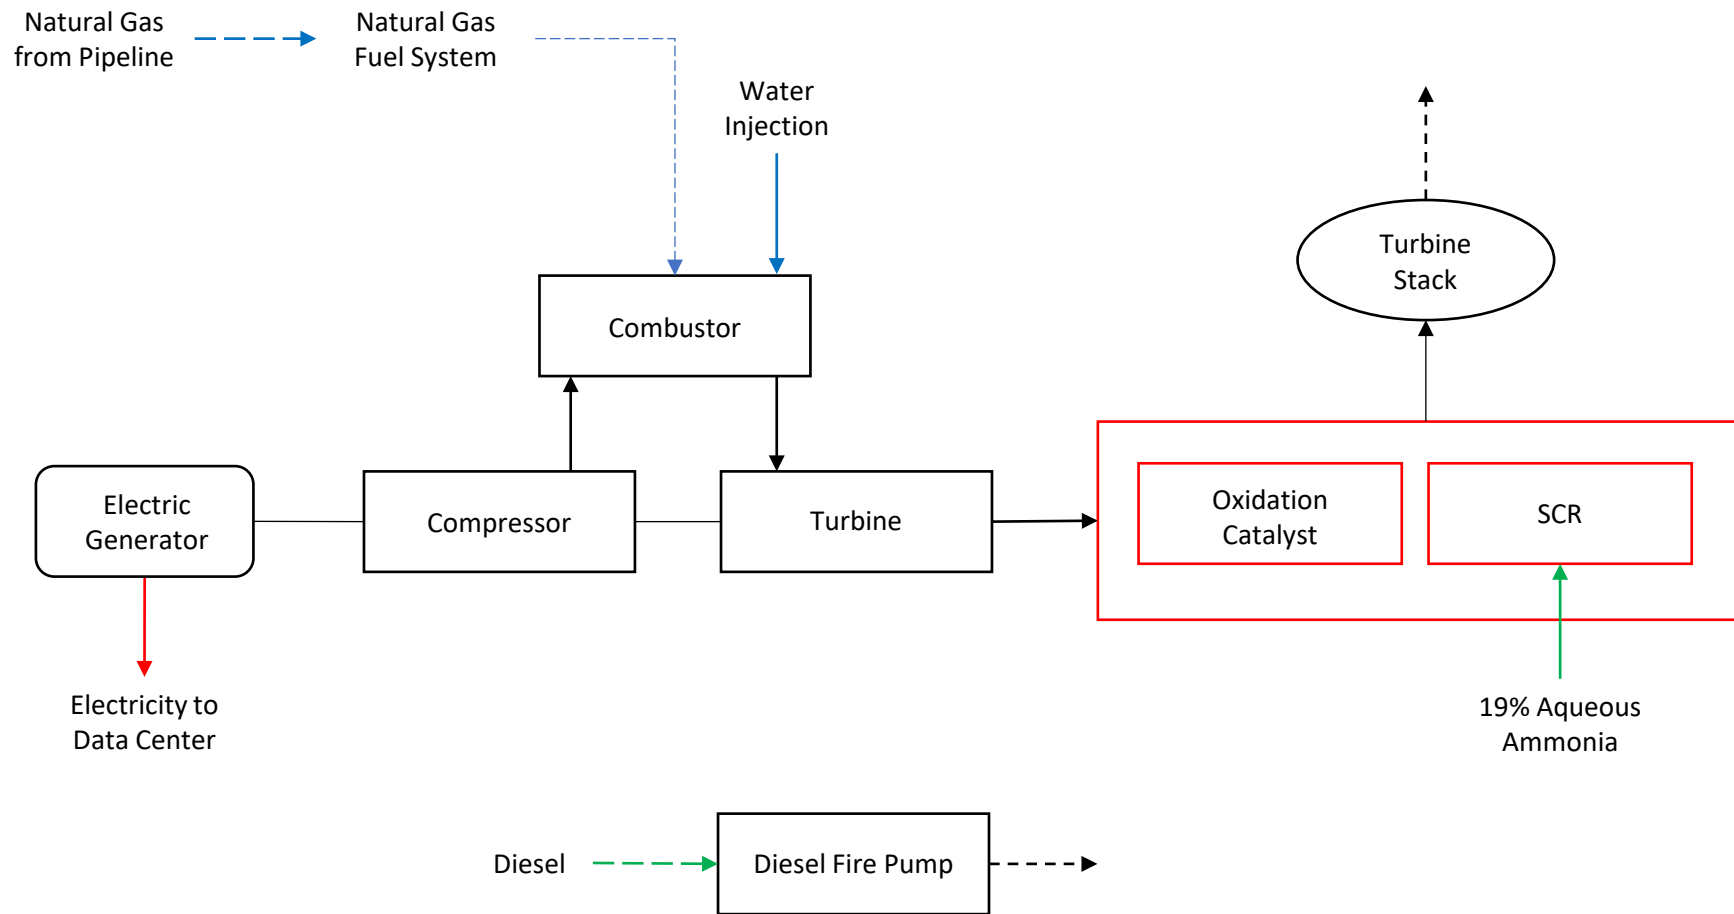 Natural Gas
from Pipeline
Natural Gas
Fuel System
Water
Injection
Turbine
Stack
Combustor
Electric
Generator
Compressor
Turbine
Oxidation
Catalyst
SCR
Electricity to
Data Center
19% Aqueous
Ammonia
Diesel
Diesel Fire Pump